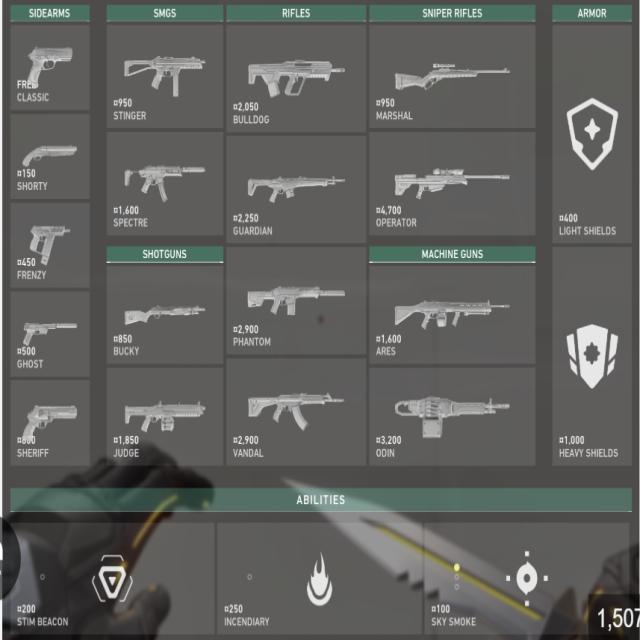 SIDEARMS
SMGS
RIFLES
SNIPER RIFLES
ARMOR
FREE
CLASSIC
¤950
STINGER
¤2,050
BULLDOG
¤950
MARSHAL
¤150
SHORTY
¤1,600
SPECTRE
¤2,250
GUARDIAN
¤4,700
OPERATOR
¤400
LIGHT SHIELDS
¤450
FRENZY
SHOTGUNS
MACHINE GUNS
¤500
GHOST
¤850
BUCKY
¤2,900
PHANTOM
¤1,600
ARES
¤800
SHERIFF
¤1,850
JUDGE
¤2,900
VANDAL
¤3,200
ODIN
¤1,000
HEAVY SHIELDS
ABILITIES
¤200
STIM BEACON
¤250
INCENDIARY
¤100
SKY SMOKE
1,507